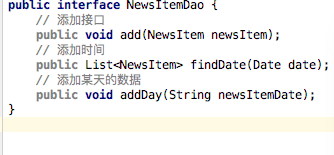 public interface NewsItemDao {
// 添加接口
public void add(NewsItem newsItem);
// 添加时间
public List<NewsItem> findDate(Date date);
// 添加某天的数据
public void addDay(String newsItemDate);
}